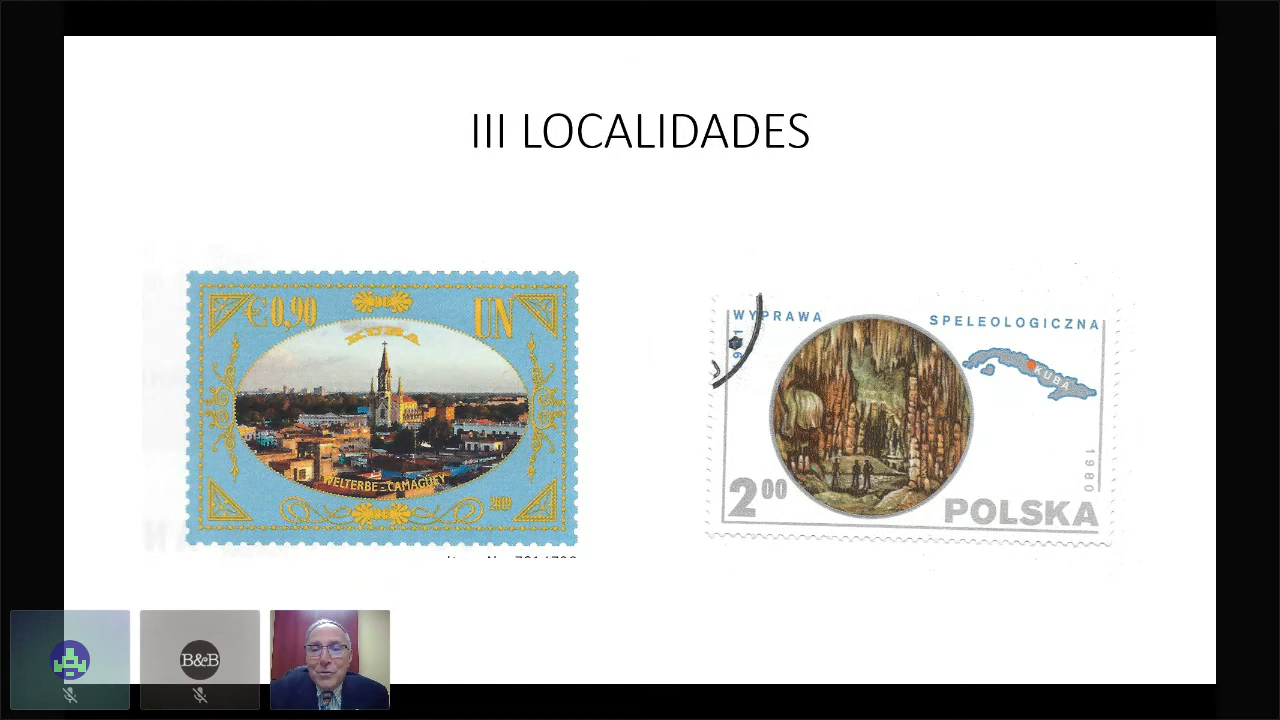 III LOCALIDADES
€0,90
UN
KUBA
WELTERBE - CAMAGÜEY
2019
WYPRAWA
SPELEOLOGICZNA
KUBA
1980
2 00
POLSKA
B&B